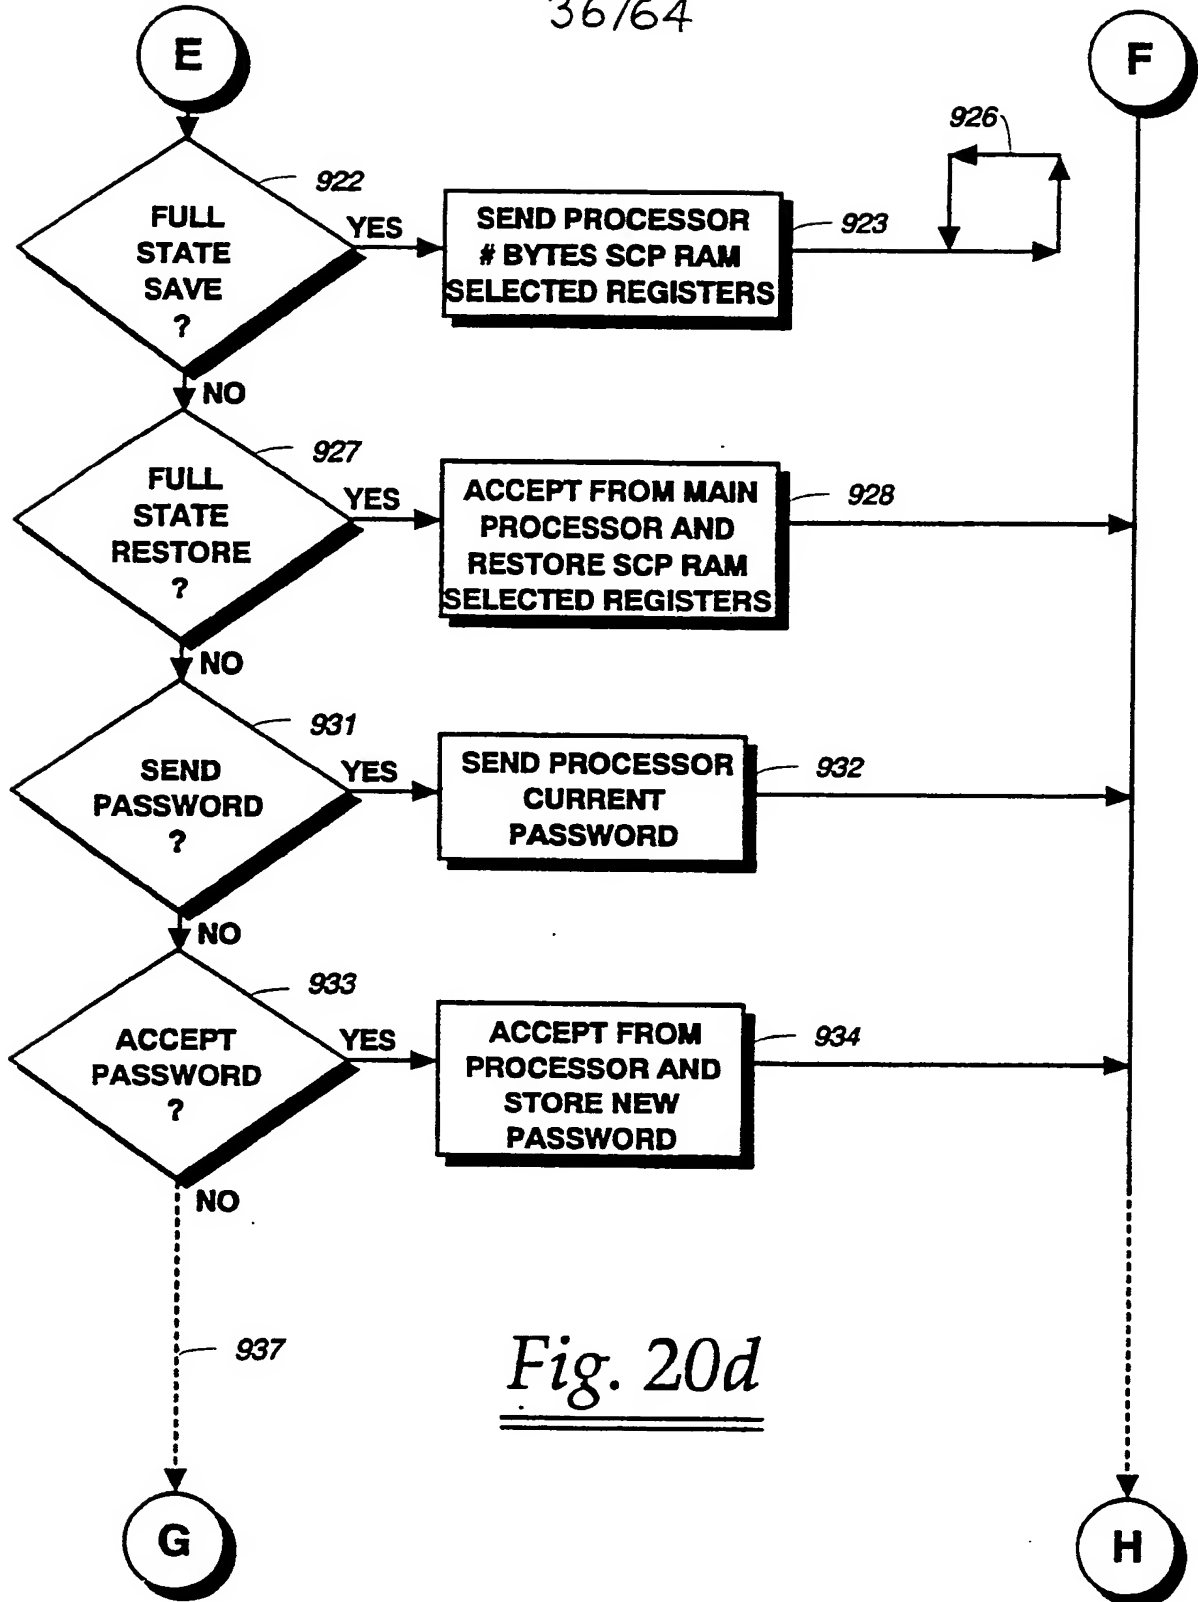 36/64
E
F
926
922
FULL
STATE
SAVE
?
YES
SEND PROCESSOR
# BYTES SCP RAM
SELECTED REGISTERS
923
NO
927
FULL
STATE
RESTORE
?
YES
ACCEPT FROM MAIN
PROCESSOR AND
RESTORE SCP RAM
SELECTED REGISTERS
928
NO
931
SEND
PASSWORD
?
YES
SEND PROCESSOR
CURRENT
PASSWORD
932
NO
933
ACCEPT
PASSWORD
?
YES
ACCEPT FROM
PROCESSOR AND
STORE NEW
PASSWORD
934
NO
937
Fig. 20d
G
H